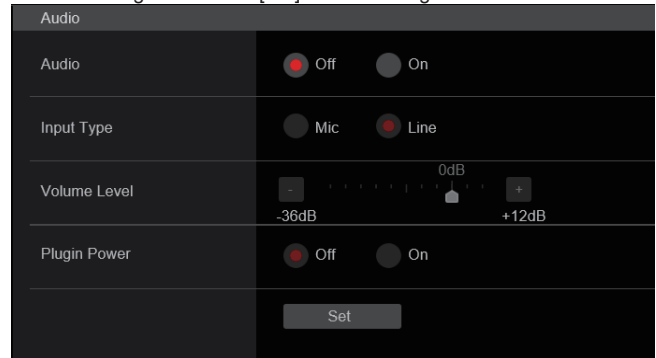 Audio
Audio Off On
Input Type Mic Line
0dB
Volume Level - +
-36dB +12dB
Plugin Power Off On
Set